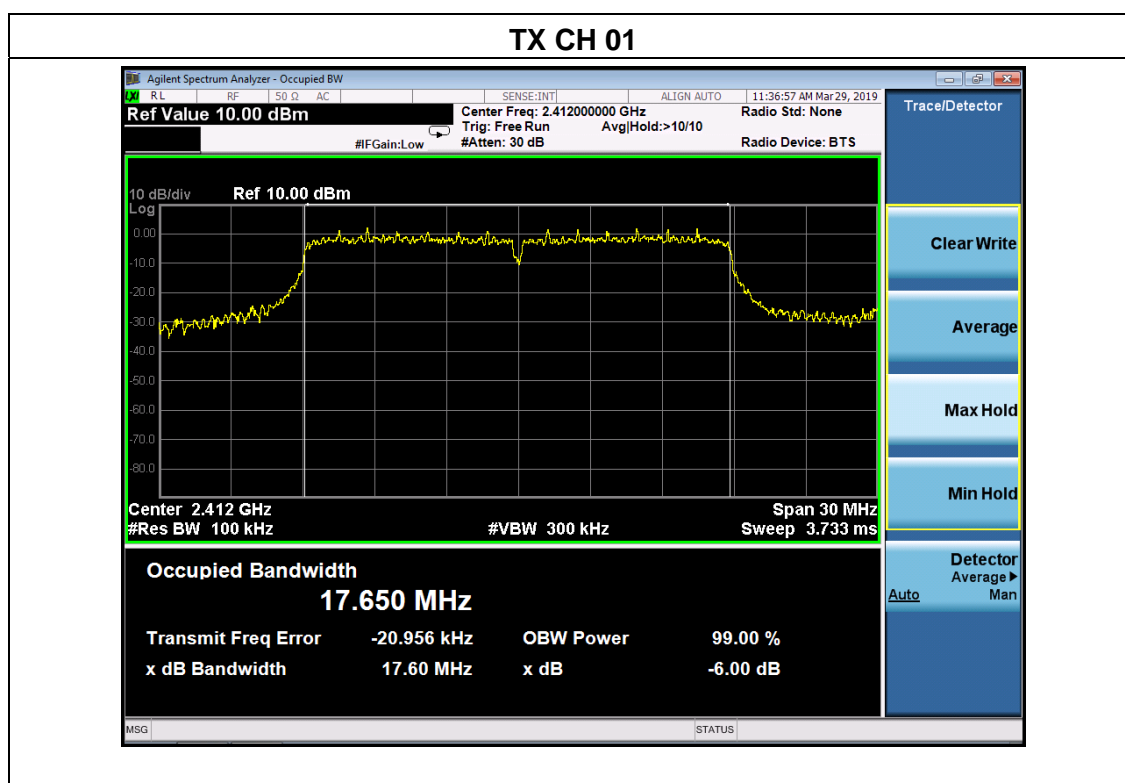 TX CH 01
Agilent Spectrum Analyzer - Occupied BW
LXI RL RF 50 Ω AC SENSE:INT ALIGN AUTO 11:36:57 AM Mar 29, 2019
Ref Value 10.00 dBm
Center Freq: 2.412000000 GHz
Radio Std: None
Trig: Free Run Avg|Hold:>10/10
#IFGain:Low
#Atten: 30 dB
Radio Device: BTS
Trace/Detector
10 dB/div Ref 10.00 dBm
Log
0.00
-10.0
-20.0
-30.0
-40.0
-50.0
-60.0
-70.0
-80.0
Center 2.412 GHz
Span 30 MHz
#Res BW 100 kHz
#VBW 300 kHz
Sweep 3.733 ms
Clear Write
Average
Max Hold
Min Hold
Detector
Average
Auto Man
Occupied Bandwidth
17.650 MHz
Transmit Freq Error -20.956 kHz OBW Power 99.00 %
x dB Bandwidth 17.60 MHz x dB -6.00 dB
MSG
STATUS